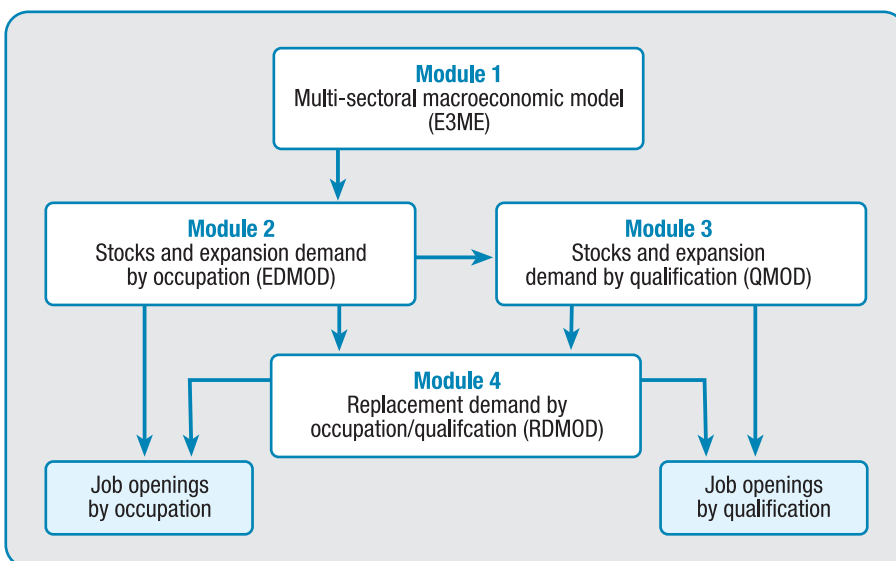 Module 1
Multi-sectoral macroeconomic model
(E3ME)
Module 2
Stocks and expansion demand
by occupation (EDMOD)
Module 3
Stocks and expansion
demand by qualification (QMOD)
Module 4
Replacement demand by
occupation/qualifcation (RDMOD)
Job openings
by occupation
Job openings
by qualification